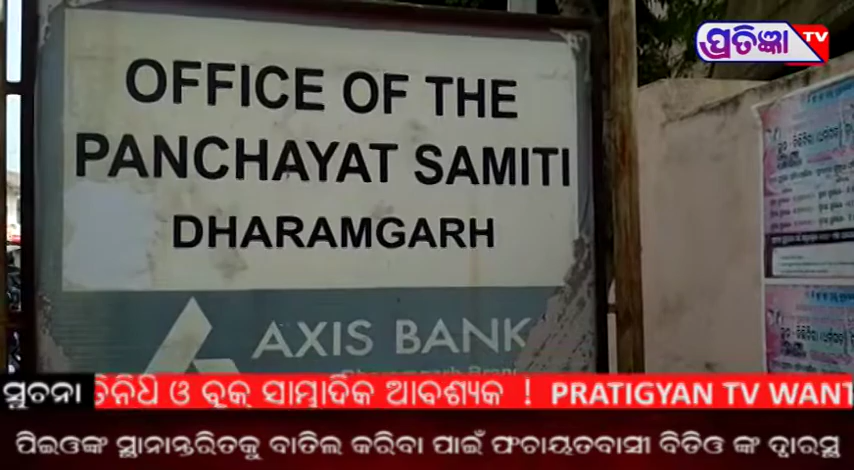 ପ୍ରତିଜ୍ଞା TV
OFFICE OF THE
PANCHAYAT SAMITI
DHARAMGARH
AXIS BANK
ସୁଚନା ତିନିଧି ଓ ବ୍ଲକ୍ ସାମ୍ବାଦିକ ଆବଶ୍ୟକ ! PRATIGYAN TV WANT
ପିଇଓଙ୍କ ସ୍ଥାନାନ୍ତରିତକୁ ବାତିଲ କରିବା ପାଇଁ ପଂଚାୟତବାସୀ ବିଡିଓ ଙ୍କ ଦ୍ୱାରସ୍ଥ